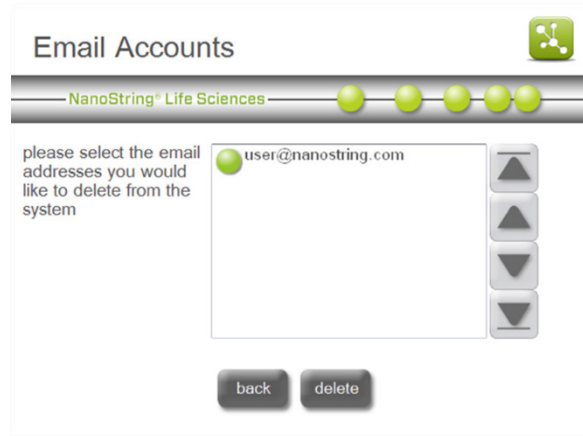 Email Accounts
NanoString® Life Sciences
please select the email
addresses you would
like to delete from the
system
user@nanostring.com
back
delete